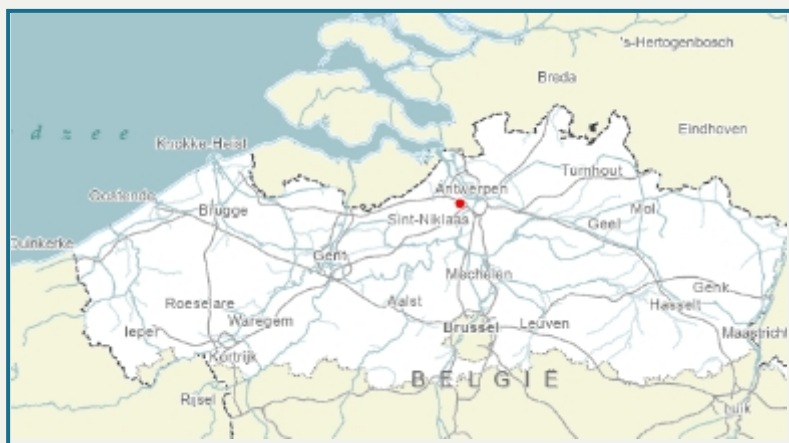 's-Hertogenbosch
Breda
d z e e
Eindhoven
Knokke-Heist
Turnhout
Antwerpen
Oostende
Mol
Brugge
Sint-Niklaas
Geel
Duinkerke
Gent
Mechelen
Genk
Roeselare
Aalst
Hasselt
Waregem
Brussel
Leuven
Ieper
Maastricht
Kortrijk
BELGIË
Rijsel
Luik